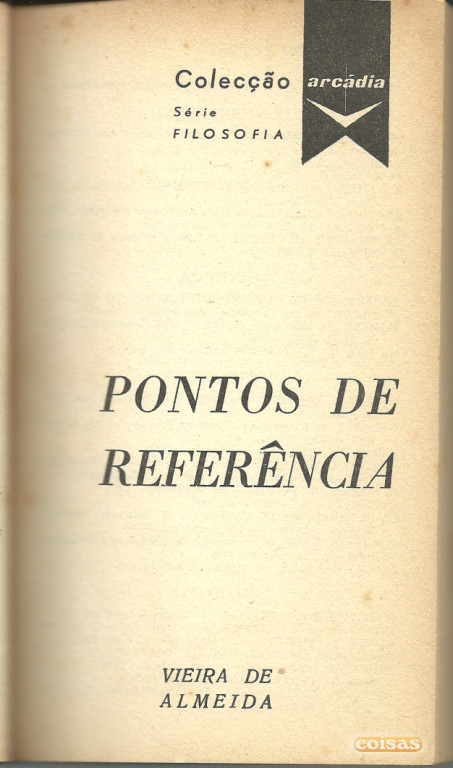 Colecção arcádia
Série
FILOSOFIA
PONTOS DE
REFERÊNCIA
VIEIRA DE
ALMEIDA
coisas